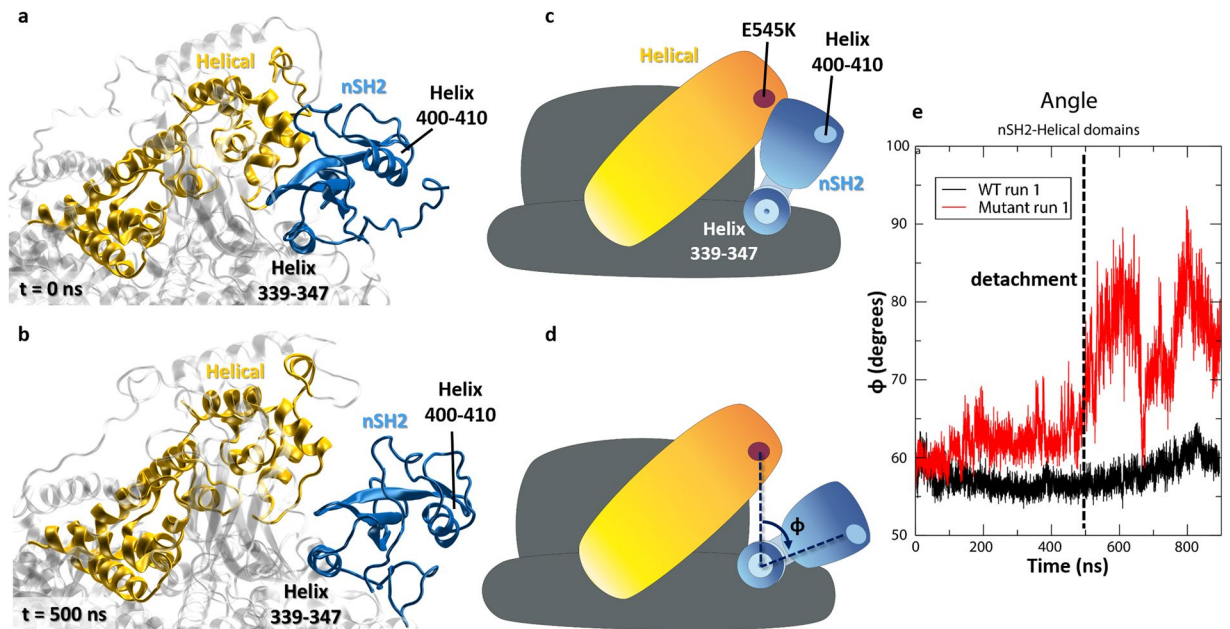 a
Helical
nSH2
Helix
400-410
Helix
339-347
t = 0 ns
b
Helical
nSH2
Helix
400-410
Helix
339-347
t = 500 ns
c
E545K
Helical
Helix
400-410
nSH2
Helix
339-347
d
ϕ
e
Angle
nSH2-Helical domains
a
WT run 1
Mutant run 1
detachment
ϕ (degrees)
100
90
80
70
60
50
0 200 400 600 800
Time (ns)